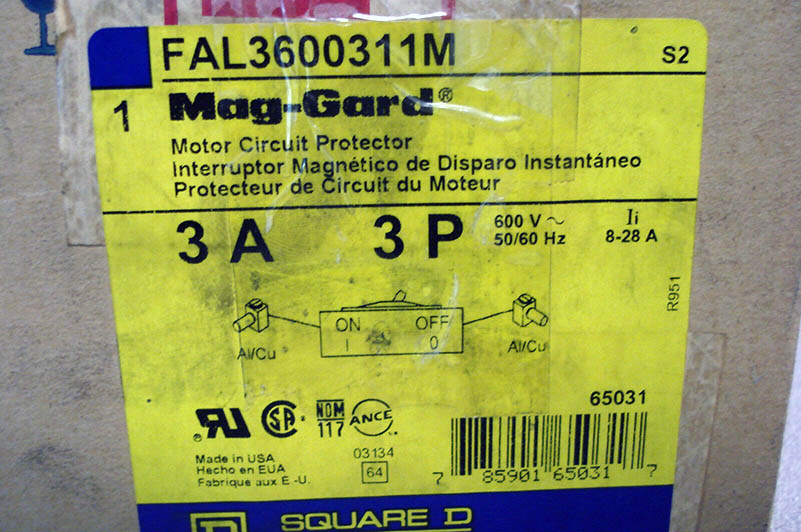 FAL3600311M
S2
1
Mag-Gard®
Motor Circuit Protector
Interruptor Magnético de Disparo Instantáneo
Protecteur de Circuit du Moteur
3 A 3 P
600 V ~
50/60 Hz
Ii
8-28 A
R951
ON OFF
I 0
Al/Cu Al/Cu
65031
RU ® SA
NOM
117
ANCE
Made in USA
Hecho en EUA
Fabrique aux E.-U.
03134
64
7 85901 65031 7
SQUARE D